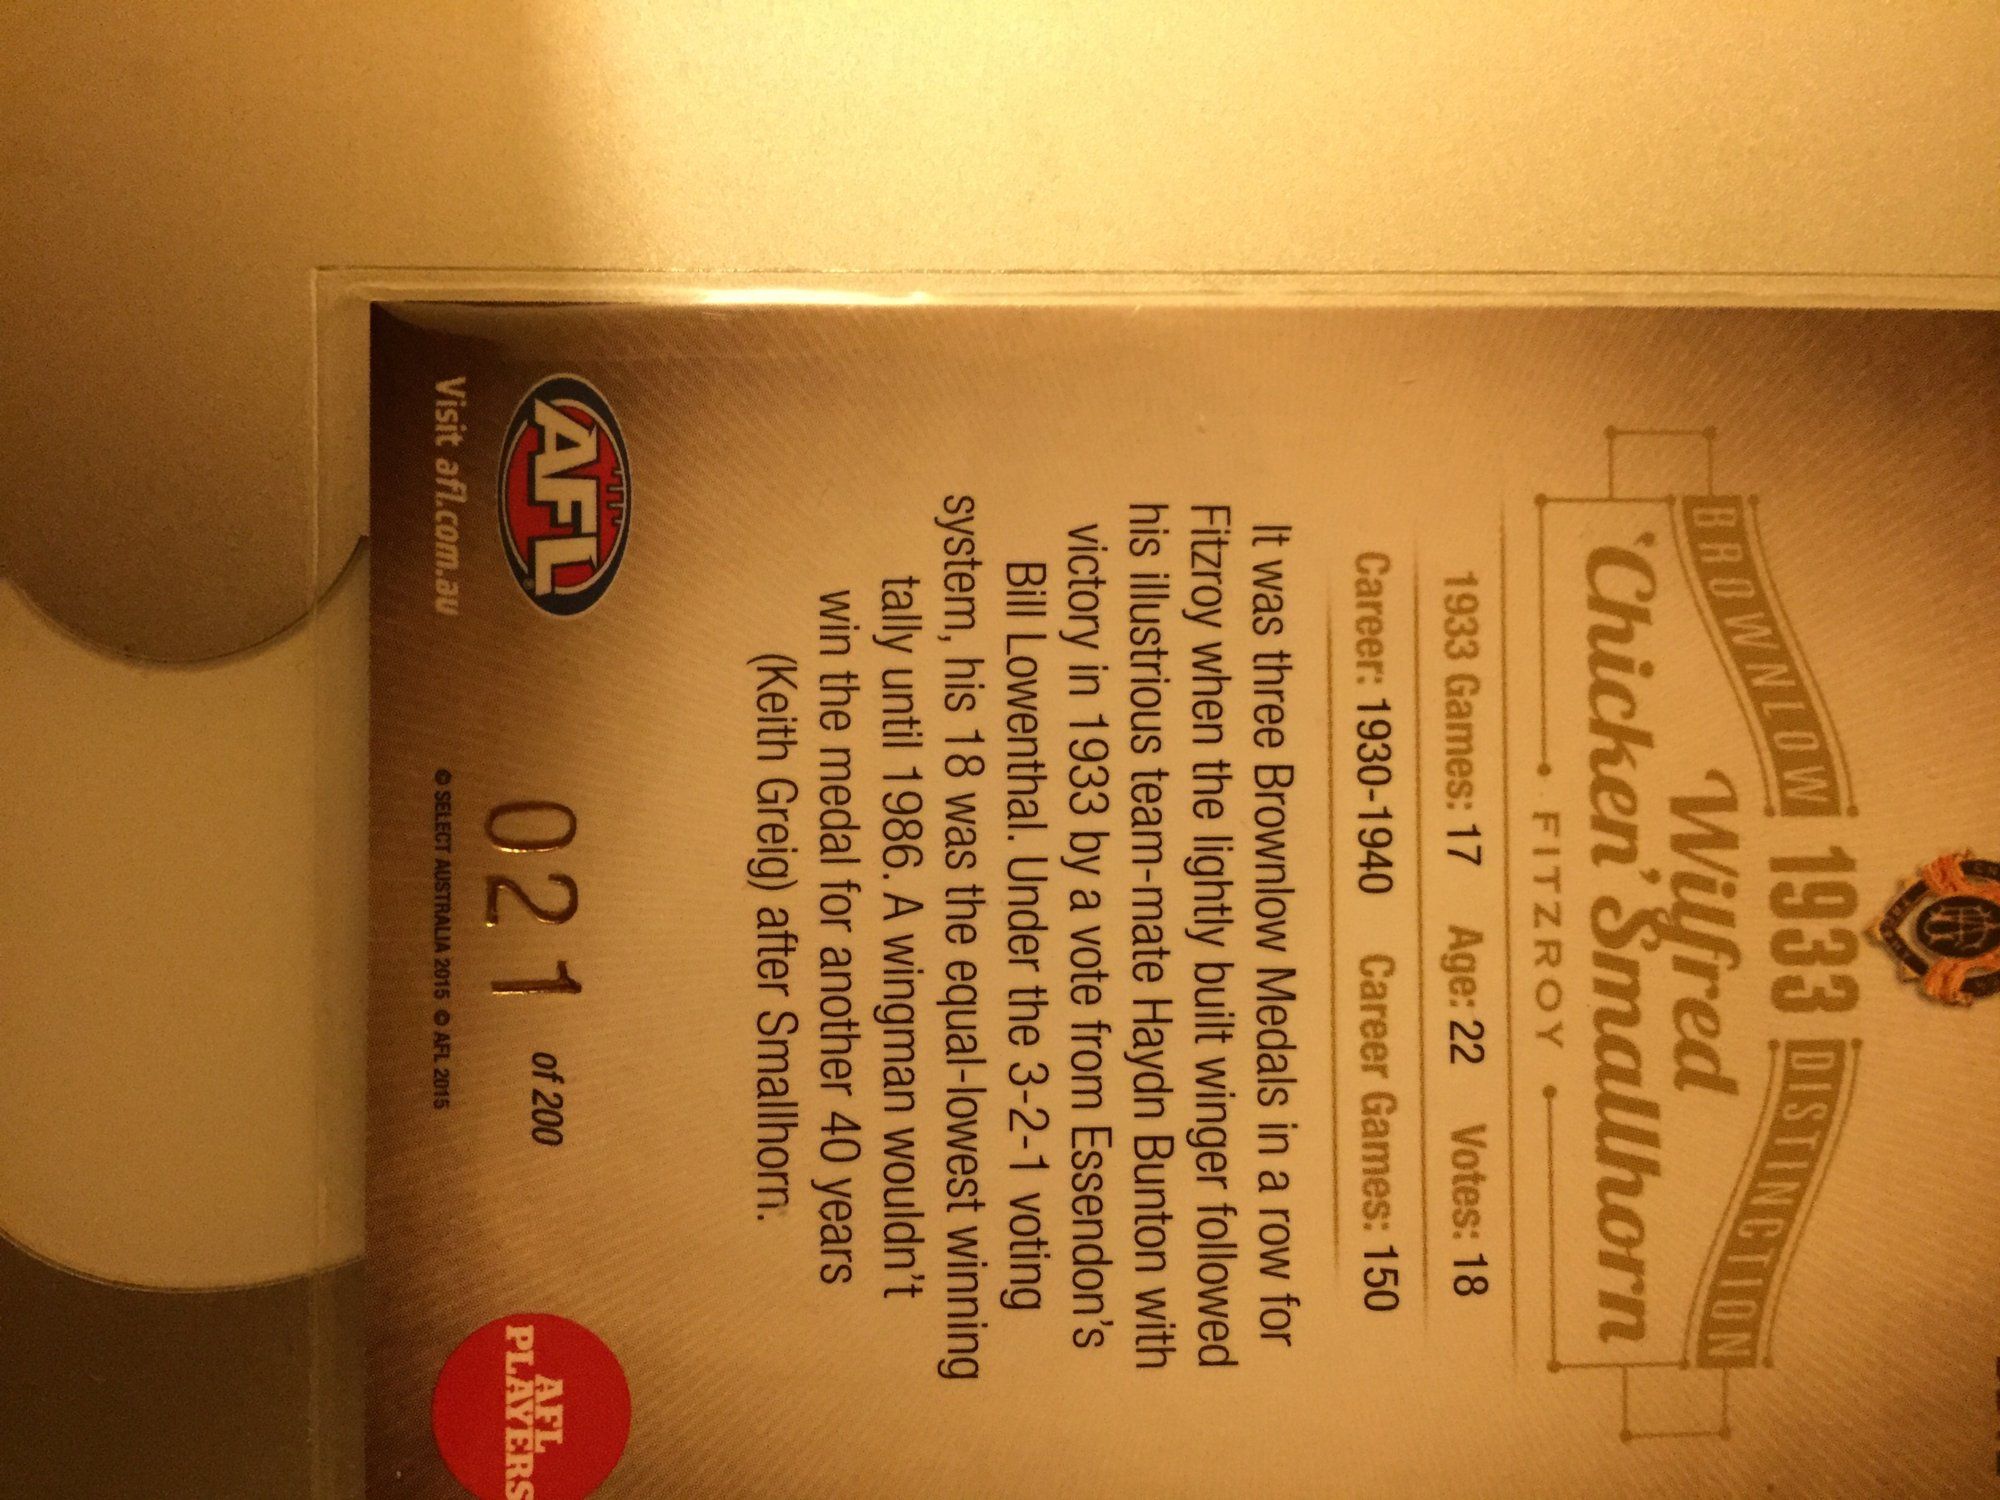 BROWNLOW 1933 DISTINCTION
Wilfred
'Chicken' Smallhorn
• FITZROY •
1933 Games: 17 Age: 22 Votes: 18
Career: 1930-1940 Career Games: 150
It was three Brownlow Medals in a row for
Fitzroy when the lightly built winger followed
his illustrious team-mate Haydn Bunton with
victory in 1933 by a vote from Essendon's
Bill Lowenthal. Under the 3-2-1 voting
system, his 18 was the equal-lowest winning
tally until 1986. A wingman wouldn't
win the medal for another 40 years
(Keith Greig) after Smallhorn.
AFL
021 of 200
AFL
PLAYERS
Visit afl.com.au
© SELECT AUSTRALIA 2015 © AFL 2015